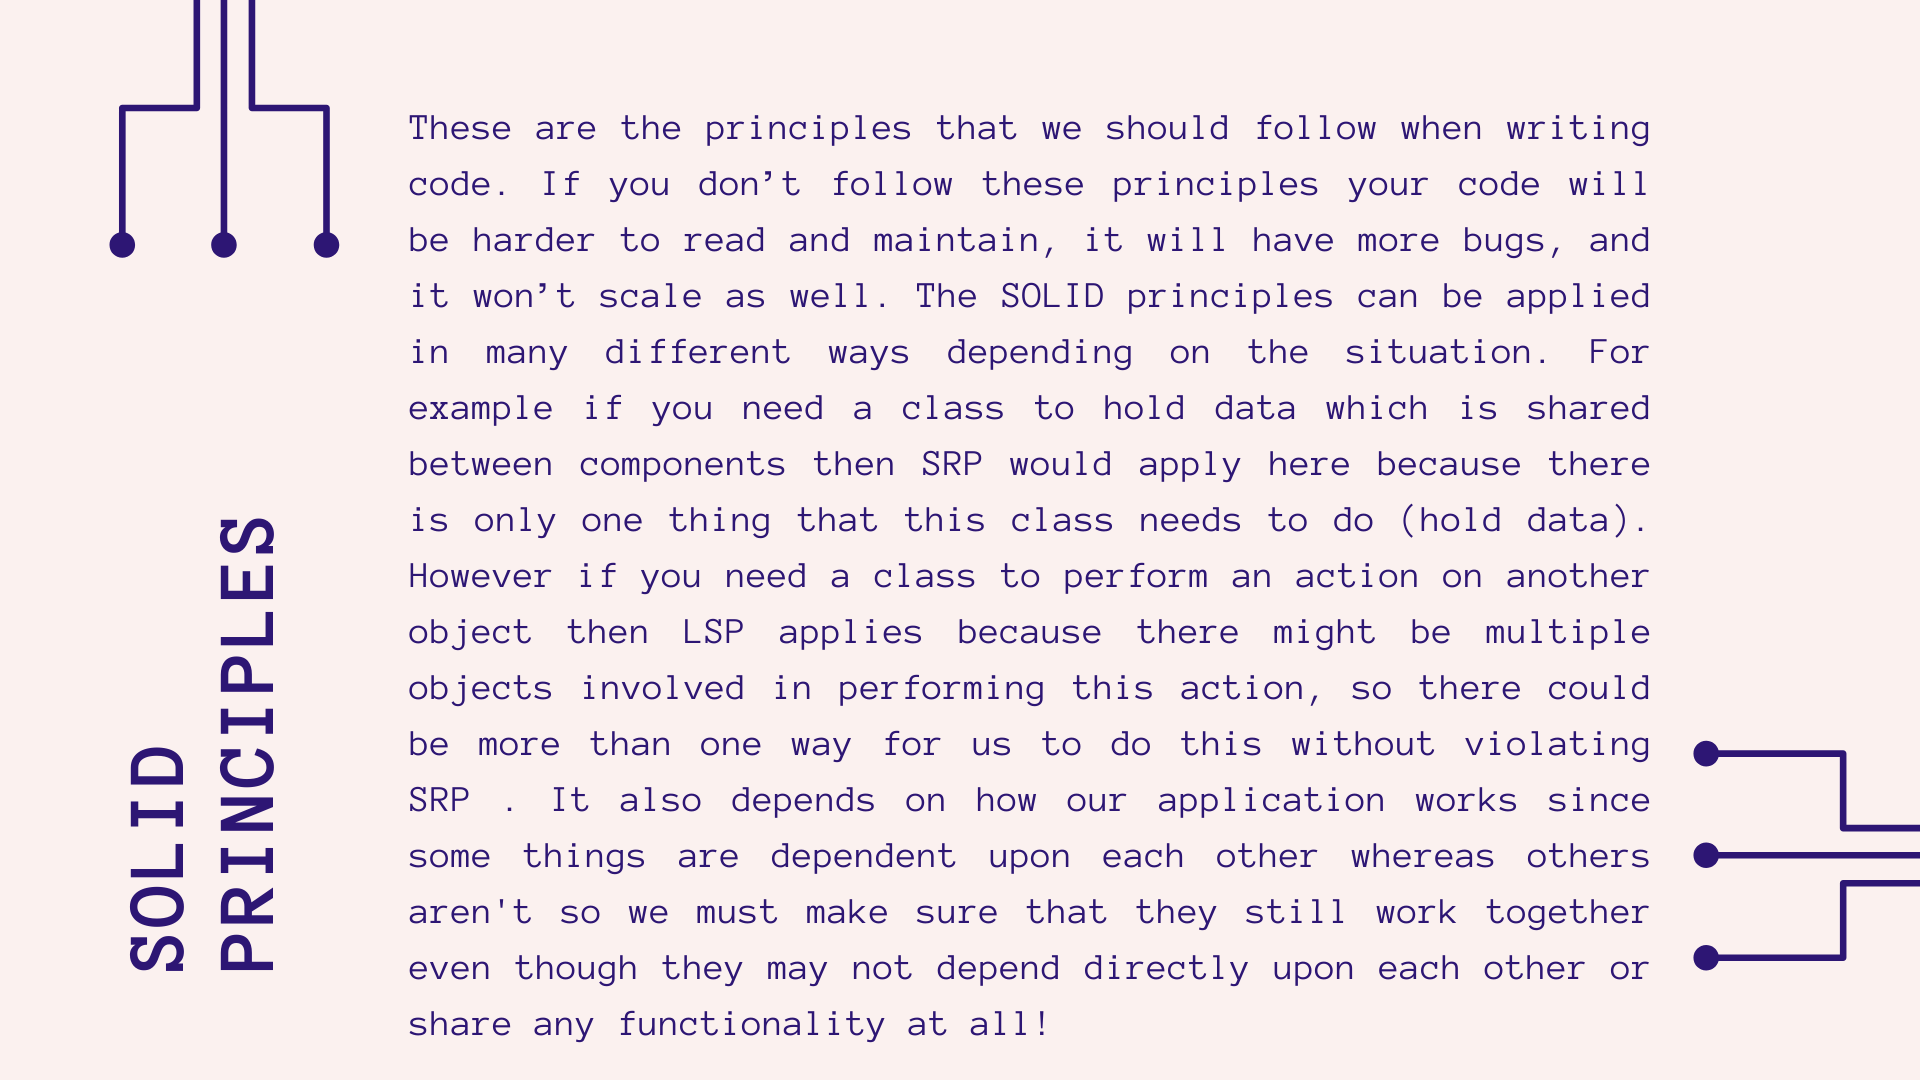 SOLID
PRINCIPLES
These are the principles that we should follow when writing
code. If you don’t follow these principles your code will
be harder to read and maintain, it will have more bugs, and
it won’t scale as well. The SOLID principles can be applied
in many different ways depending on the situation. For
example if you need a class to hold data which is shared
between components then SRP would apply here because there
is only one thing that this class needs to do (hold data).
However if you need a class to perform an action on another
object then LSP applies because there might be multiple
objects involved in performing this action, so there could
be more than one way for us to do this without violating
SRP . It also depends on how our application works since
some things are dependent upon each other whereas others
aren't so we must make sure that they still work together
even though they may not depend directly upon each other or
share any functionality at all!